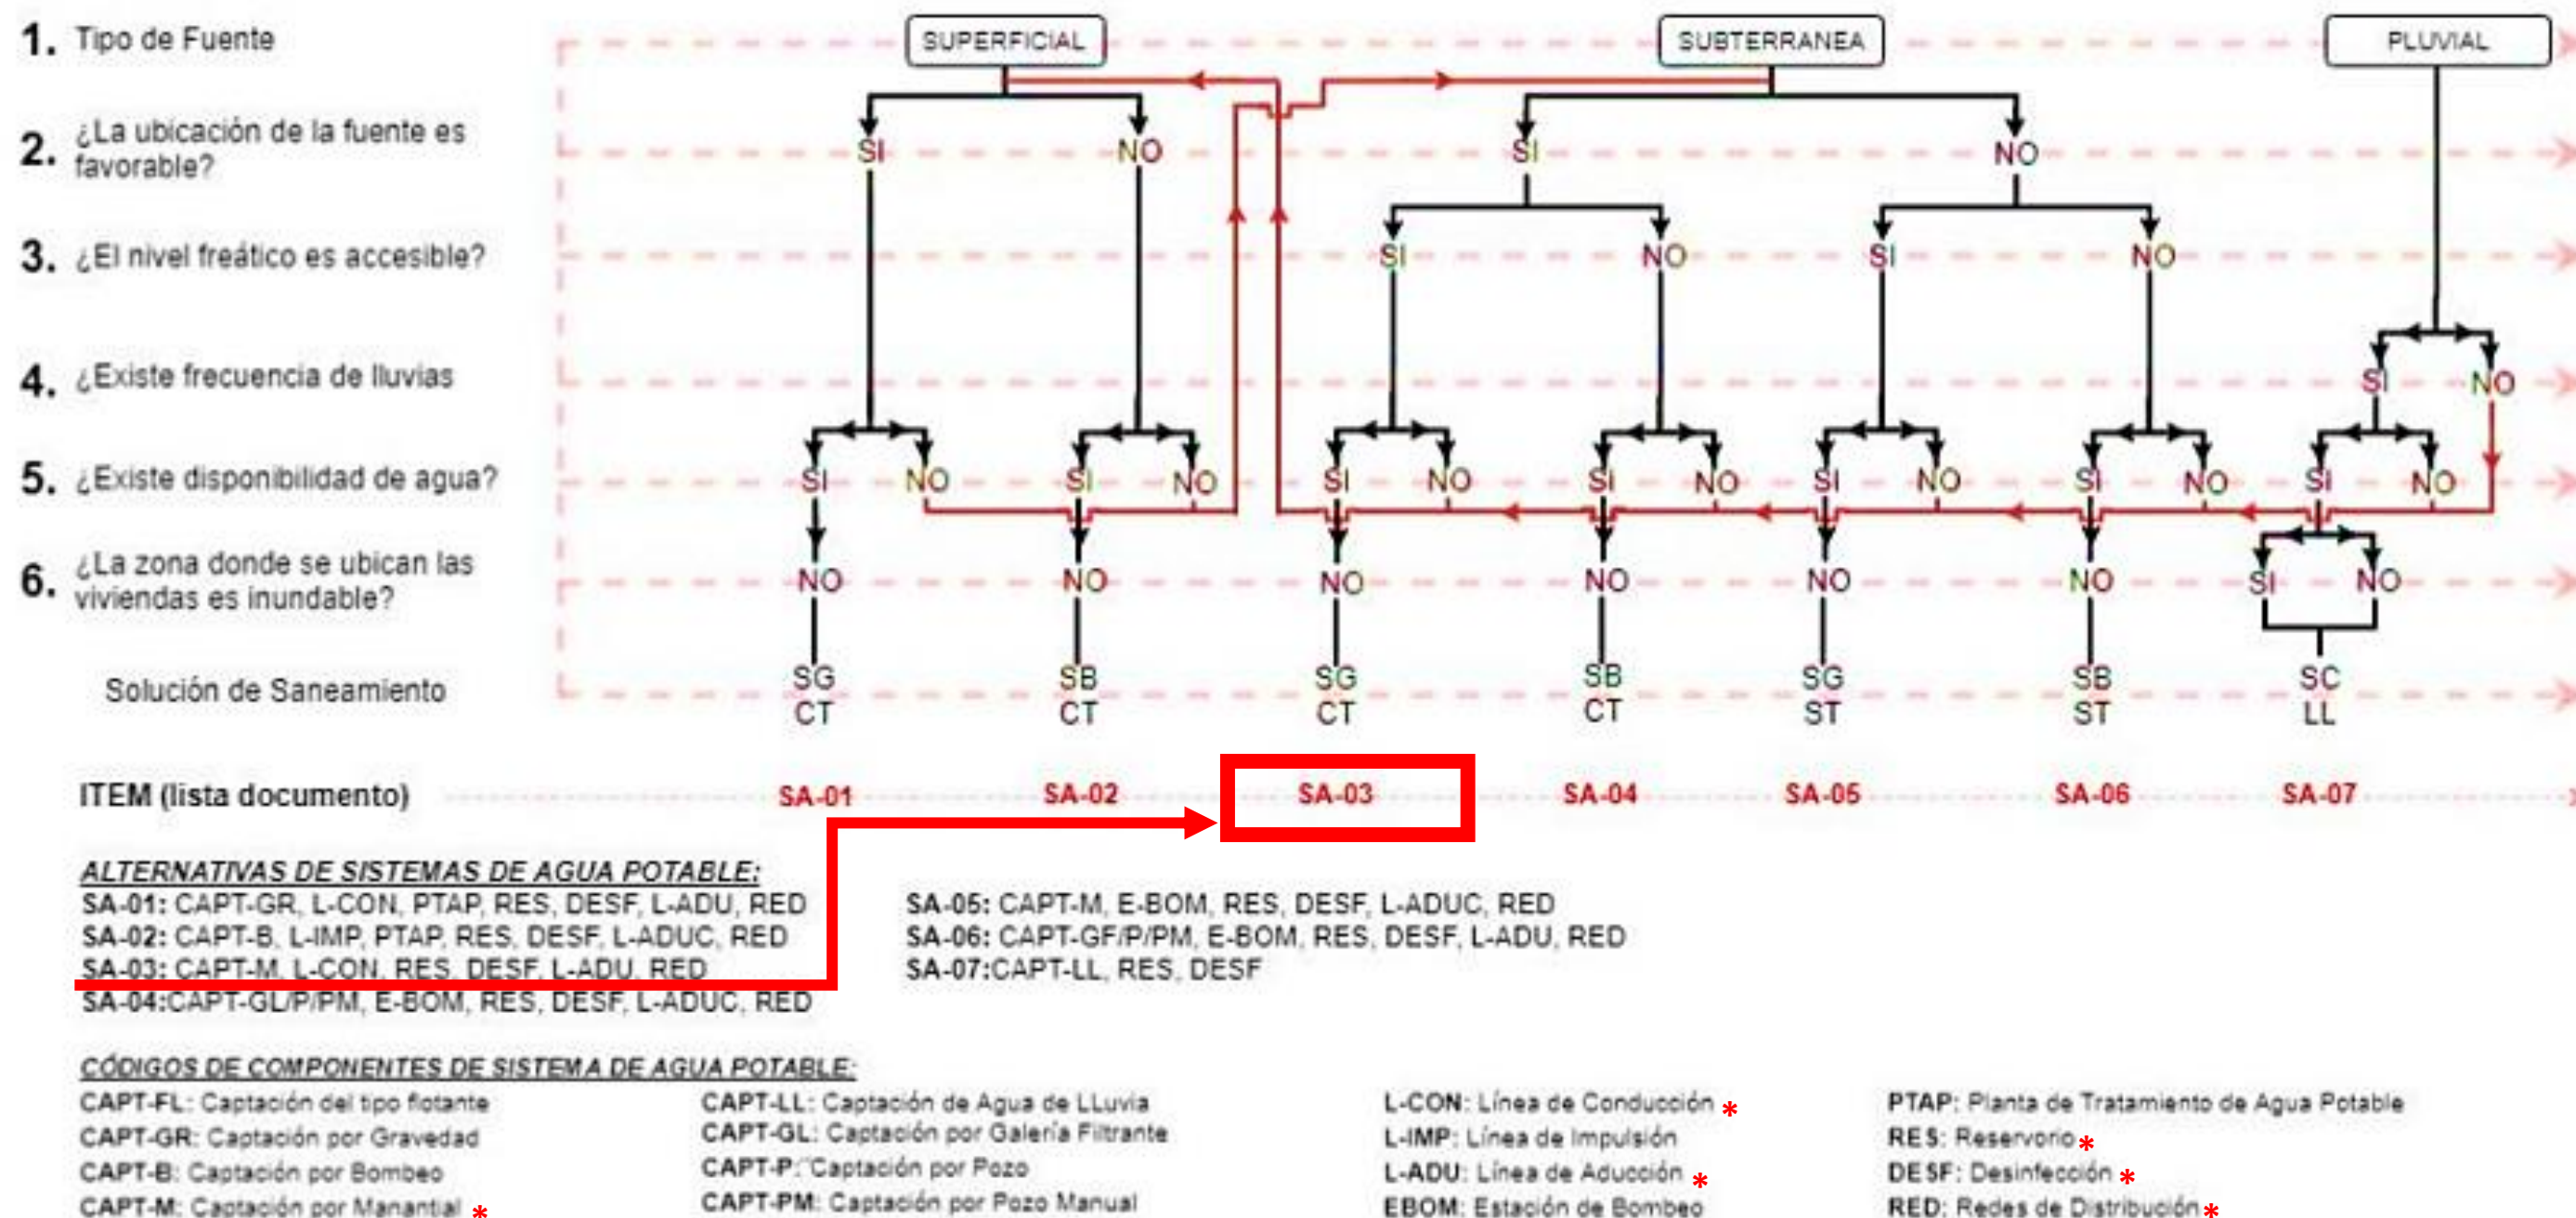 1. Tipo de Fuente
SUPERFICIAL SUBTERRANEA PLUVIAL
2. ¿La ubicación de la fuente es favorable?
SI NO SI NO
3. ¿El nivel freático es accesible?
SI NO SI NO
4. ¿Existe frecuencia de lluvias
SI NO
5. ¿Existe disponibilidad de agua?
SI NO SI NO SI NO SI NO SI NO SI NO SI NO
6. ¿La zona donde se ubican las viviendas es inundable?
NO NO NO NO NO NO SI NO
Solución de Saneamiento
SG SB SG SB SG SB SC
CT CT CT CT ST ST LL
ITEM (lista documento)
SA-01 SA-02 SA-03 SA-04 SA-05 SA-06 SA-07
ALTERNATIVAS DE SISTEMAS DE AGUA POTABLE:
SA-01: CAPT-GR, L-CON, PTAP, RES, DESF, L-ADU, RED
SA-02: CAPT-B, L-IMP, PTAP, RES, DESF, L-ADUC, RED
SA-03: CAPT-M, L-CON, RES, DESF, L-ADU, RED
SA-04:CAPT-GL/P/PM, E-BOM, RES, DESF, L-ADUC, RED
SA-05: CAPT-M, E-BOM, RES, DESF, L-ADUC, RED
SA-06: CAPT-GF/P/PM, E-BOM, RES, DESF, L-ADU, RED
SA-07:CAPT-LL, RES, DESF
CÓDIGOS DE COMPONENTES DE SISTEMA DE AGUA POTABLE:
CAPT-FL: Captación del tipo flotante
CAPT-GR: Captación por Gravedad
CAPT-B: Captación por Bombeo
CAPT-M: Captación por Manantial *
CAPT-LL: Captación de Agua de LLuvia
CAPT-GL: Captación por Galería Filtrante
CAPT-P: Captación por Pozo
CAPT-PM: Captación por Pozo Manual
L-CON: Línea de Conducción *
L-IMP: Línea de Impulsión
L-ADU: Línea de Aducción *
EBOM: Estación de Bombeo
PTAP: Planta de Tratamiento de Agua Potable
RES: Reservorio *
DESF: Desinfección *
RED: Redes de Distribución *